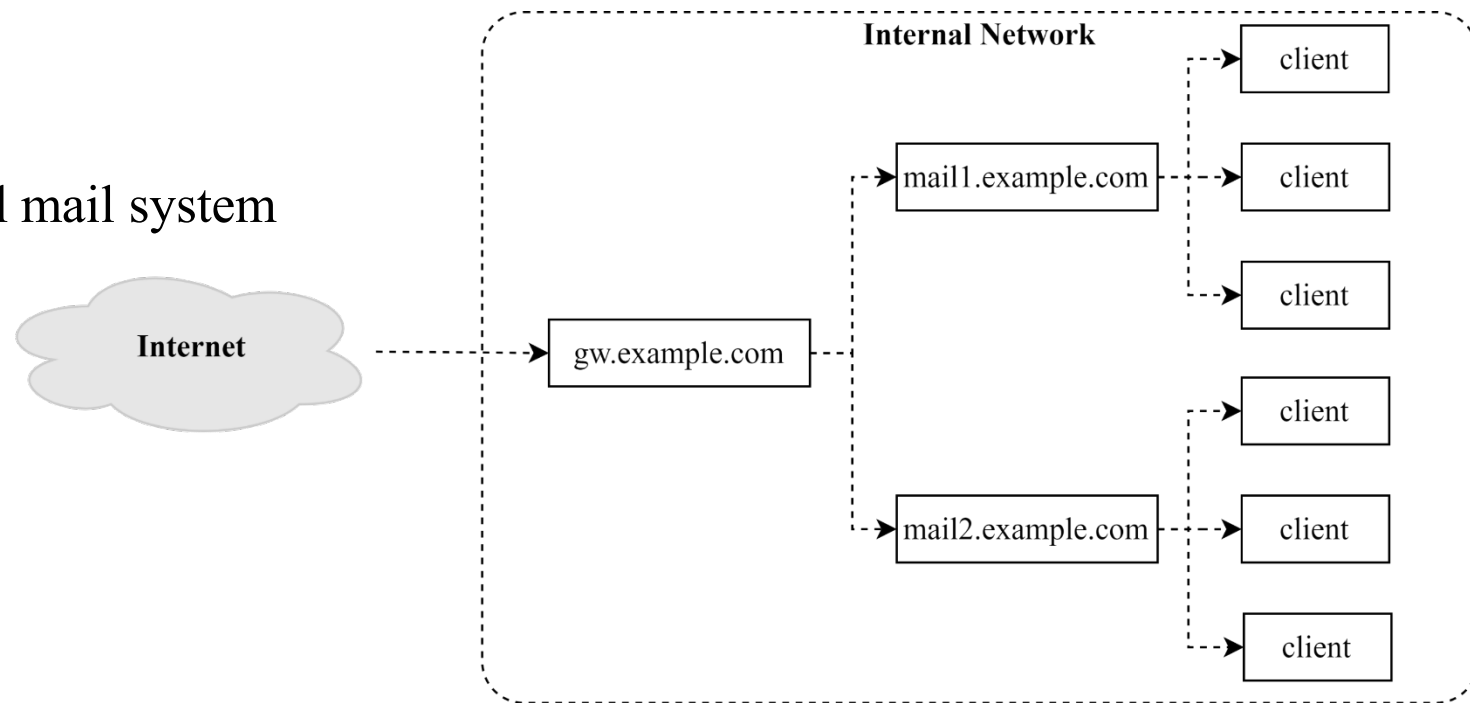 Internal Network
client
mail1.example.com
client
mail system
client
Internet
gw.example.com
client
mail2.example.com
client
client